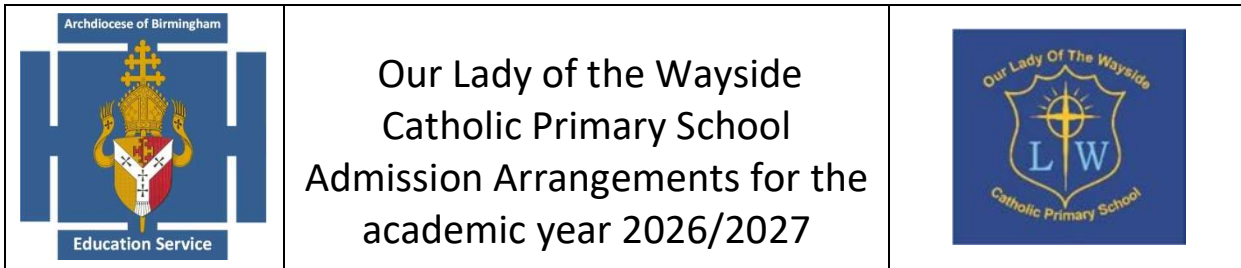 Archdiocese of Birmingham
Education Service
Our Lady of the Wayside
Catholic Primary School
Admission Arrangements for the
academic year 2026/2027
Our Lady Of The Wayside
L W
Catholic Primary School